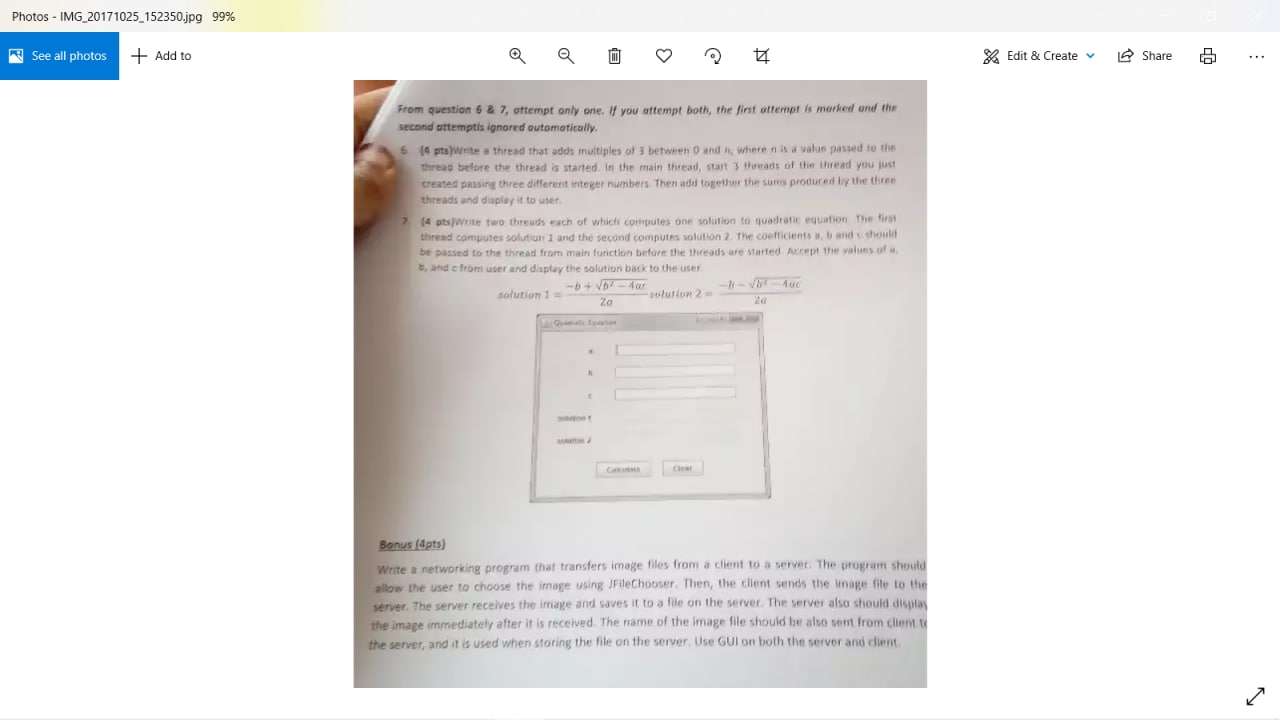 Photos - IMG_20171025_152350.jpg 99%
See all photos
Add to
Edit & Create
Share
From question 6 & 7, attempt only one. If you attempt both, the first attempt is marked and the
second attemptis ignored automatically.
6. (4 pts)Write a thread that adds multiples of 3 between 0 and n, where n is a value passed to the
thread before the thread is started. In the main thread, start 3 threads of the thread you just
created passing three different integer numbers. Then add together the sums produced by the three
threads and display it to user.
7. (4 pts)Write two threads each of which computes one solution to quadratic equation. The first
thread computes solution 1 and the second computes solution 2. The coefficients a, b and c should
be passed to the thread from main function before the threads are started. Accept the values of a,
b, and c from user and display the solution back to the user.
solution 1 = −b + √b² − 4ac / 2a solution 2 = −b − √b² − 4ac / 2a
Quadratic Equation
a
b
c
solution 1
solution 2
Calculate Clear
Bonus (4pts)
Write a networking program that transfers image files from a client to a server. The program should
allow the user to choose the image using JFileChooser. Then, the client sends the image file to the
server. The server receives the image and saves it to a file on the server. The server also should display
the image immediately after it is received. The name of the image file should be also sent from client to
the server, and it is used when storing the file on the server. Use GUI on both the server and client.